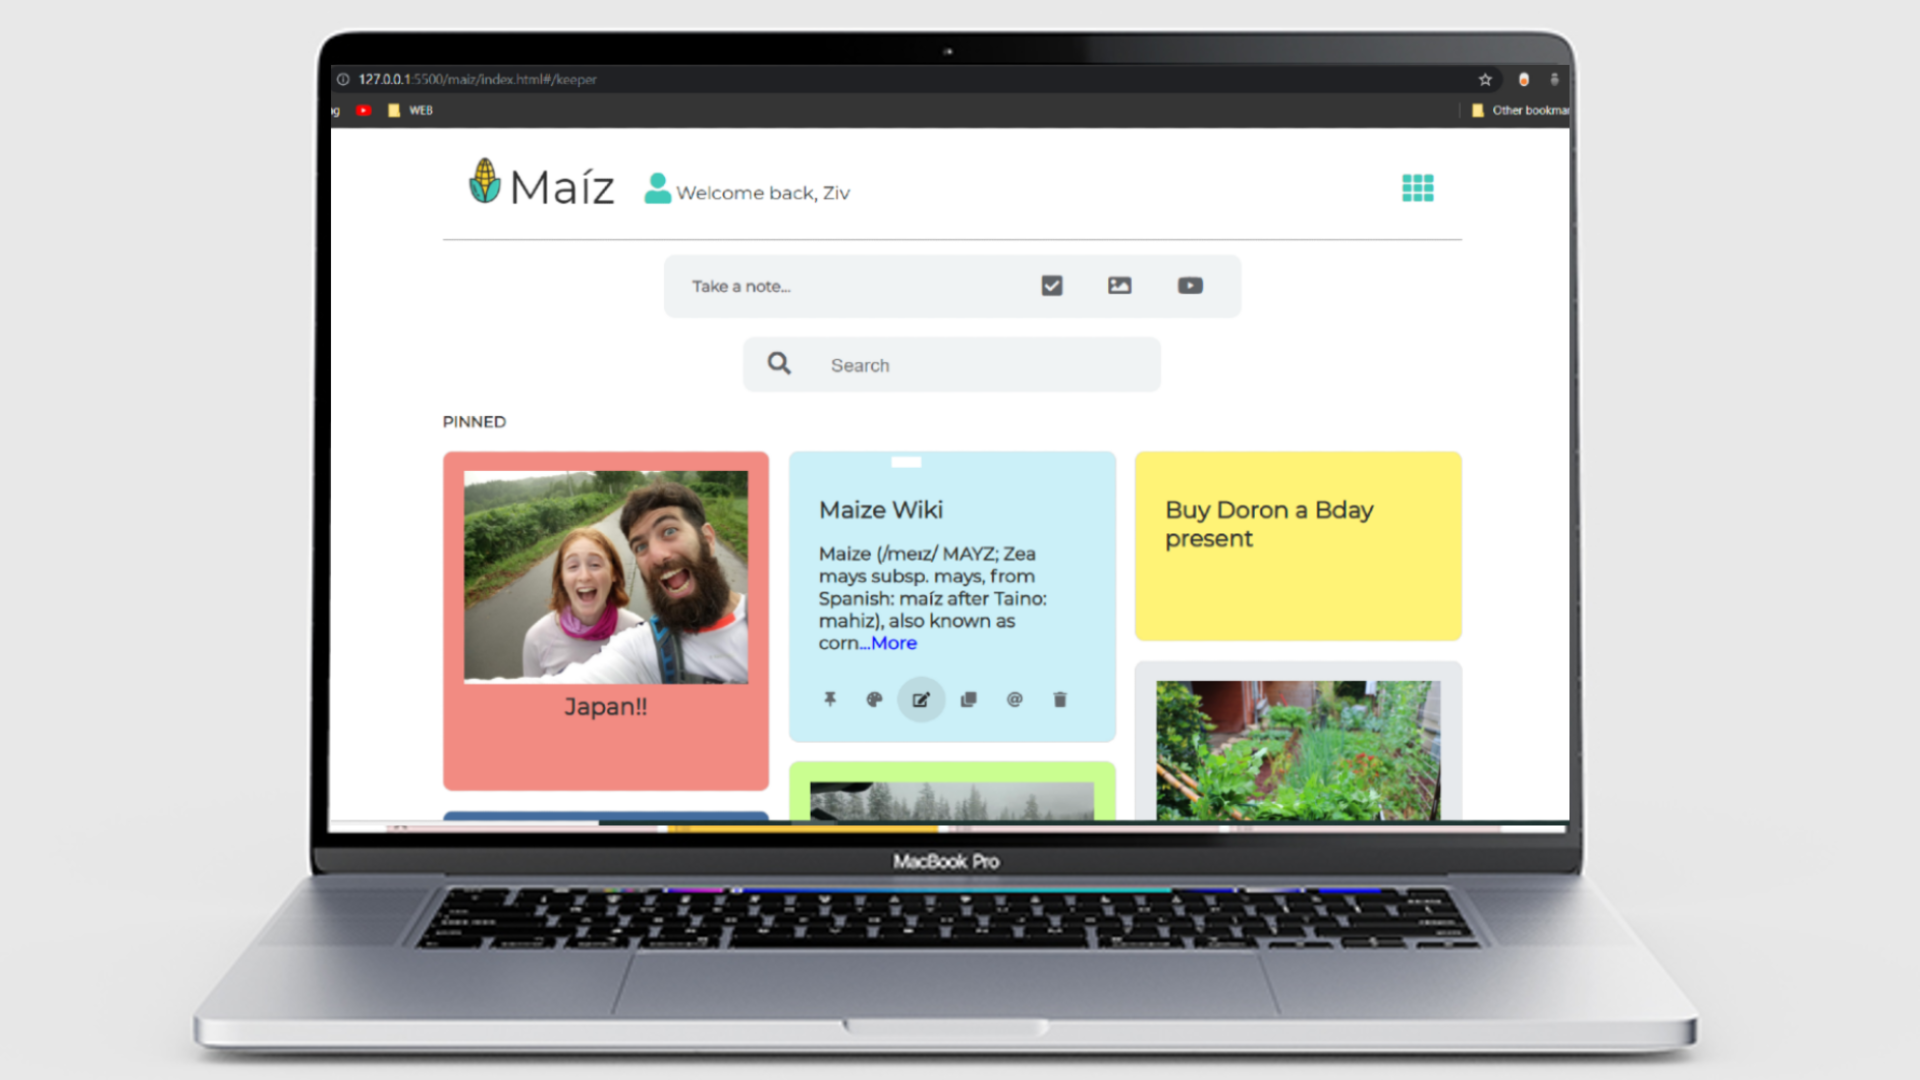 127.0.0.1:5500/maiz/index.html#/keeper
WEB
Other bookmar
Maíz
Welcome back, Ziv
Take a note...
Search
PINNED
Japan!!
Maize Wiki
Maize (/meɪz/ MAYZ; Zea
mays subsp. mays, from
Spanish: maíz after Taino:
mahiz), also known as
corn...More
Buy Doron a Bday
present
MacBook Pro